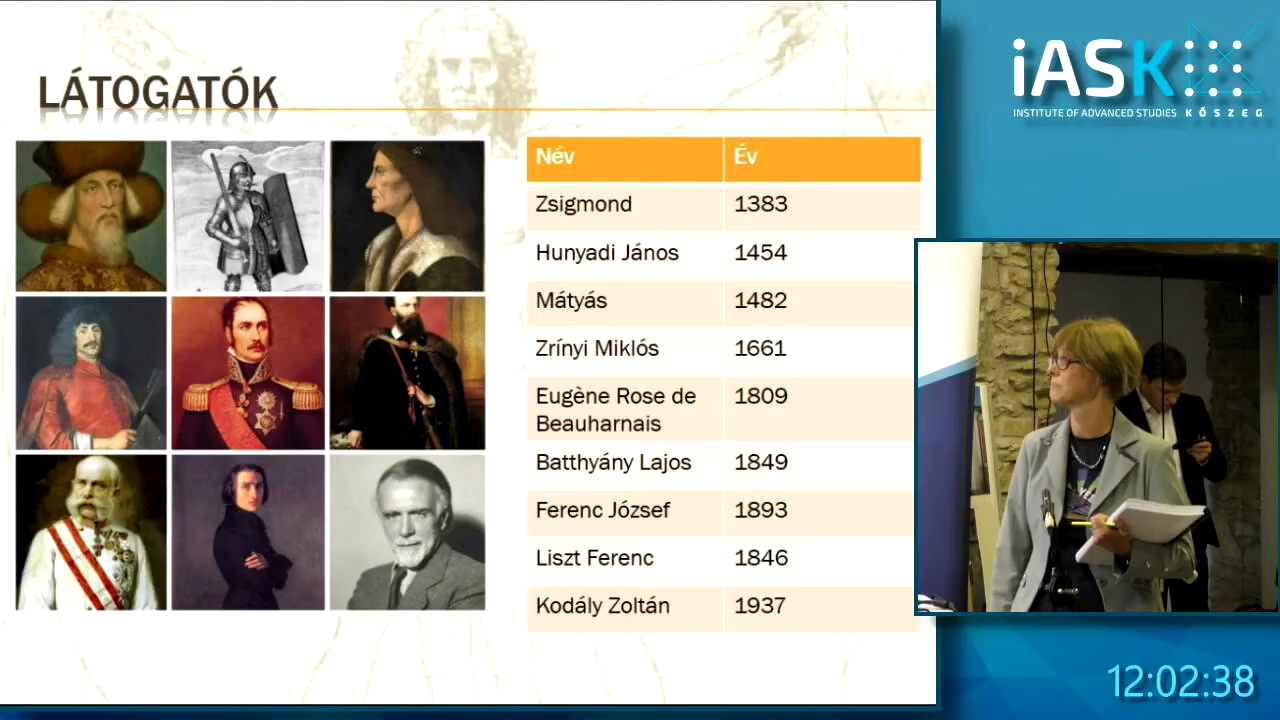 LÁTOGATÓK
Név Év
Zsigmond 1383
Hunyadi János 1454
Mátyás 1482
Zrínyi Miklós 1661
Eugène Rose de
Beauharnais 1809
Batthyány Lajos 1849
Ferenc József 1893
Liszt Ferenc 1846
Kodály Zoltán 1937
iASK
INSTITUTE OF ADVANCED STUDIES KŐSZEG
12:02:38